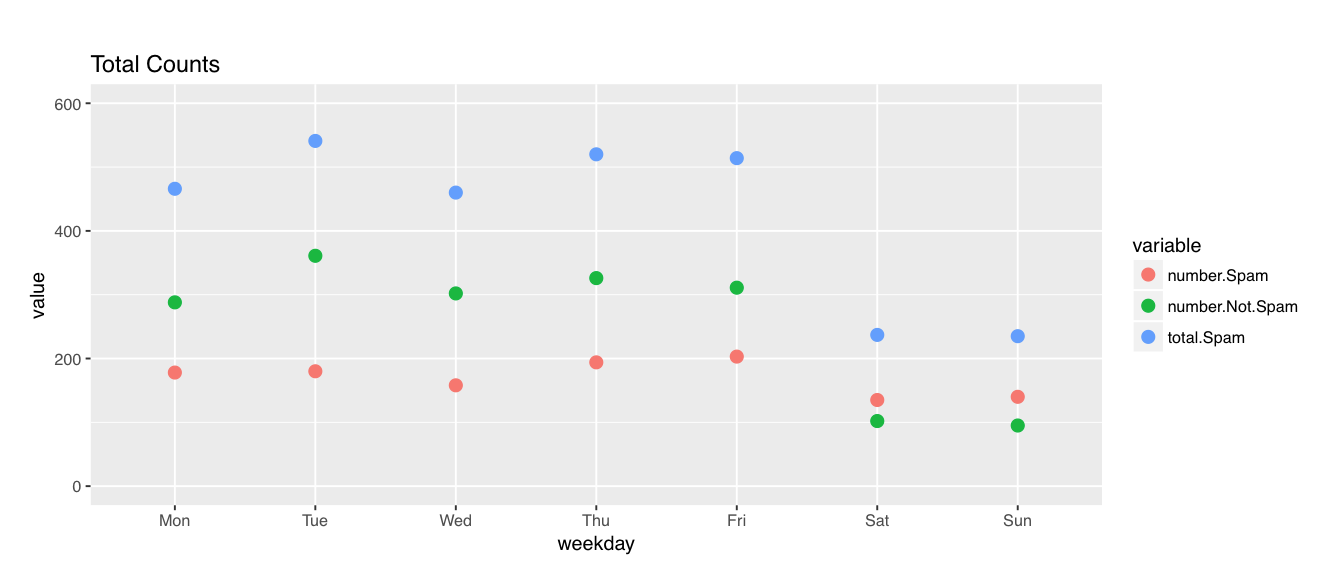 Total Counts
600
400
200
0
value
Mon Tue Wed Thu Fri Sat Sun
weekday
variable
number.Spam
number.Not.Spam
total.Spam